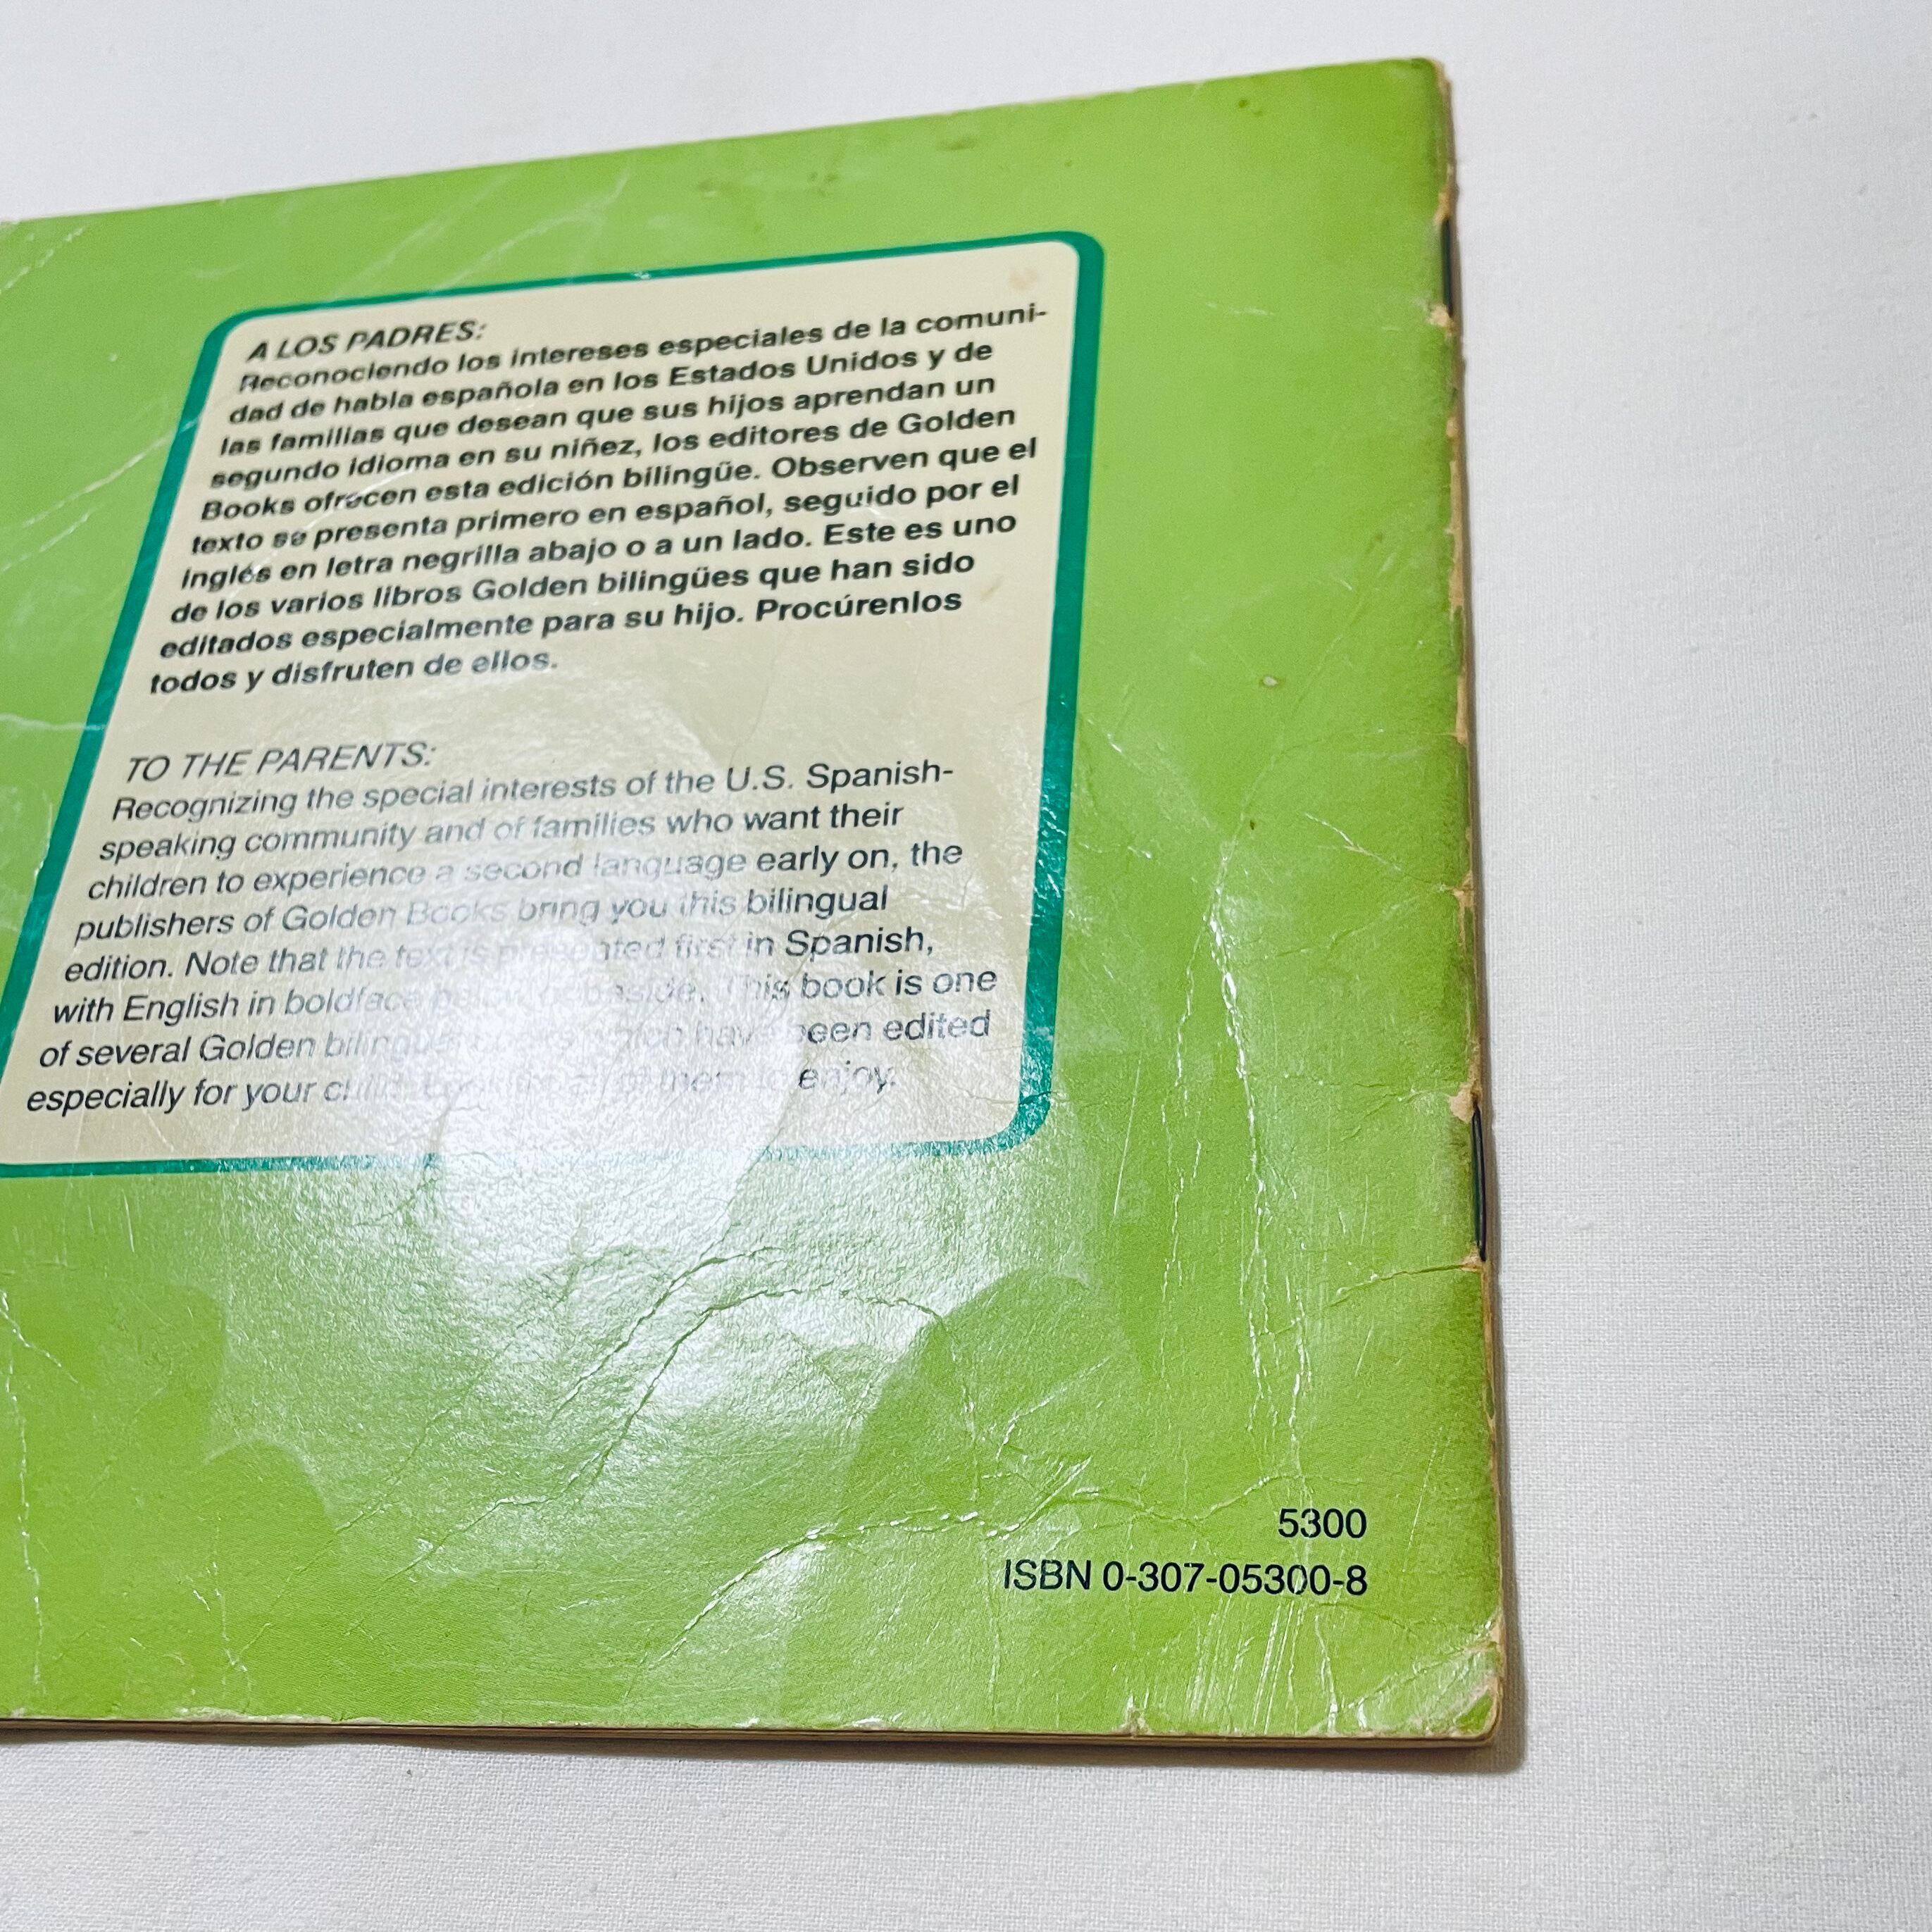 A LOS PADRES:
Reconociendo los intereses especiales de la comuni-
dad de habla española en los Estados Unidos y de
las familias que desean que sus hijos aprendan un
segundo idioma en su niñez, los editores de Golden
Books ofrecen esta edición bilingüe. Observen que el
texto se presenta primero en español, seguido por el
inglés en letra negrilla abajo o a un lado. Este es uno
de los varios libros Golden bilingües que han sido
editados especialmente para su hijo. Procúrenlos
todos y disfruten de ellos.
TO THE PARENTS:
Recognizing the special interests of the U.S. Spanish-
speaking community and of families who want their
children to experience a second language early on, the
publishers of Golden Books bring you this bilingual
edition. Note that the text is presented first in Spanish,
with English in boldface beside. This book is one
of several Golden bilingual which have been edited
especially for your them to enjoy.
5300
ISBN 0-307-05300-8